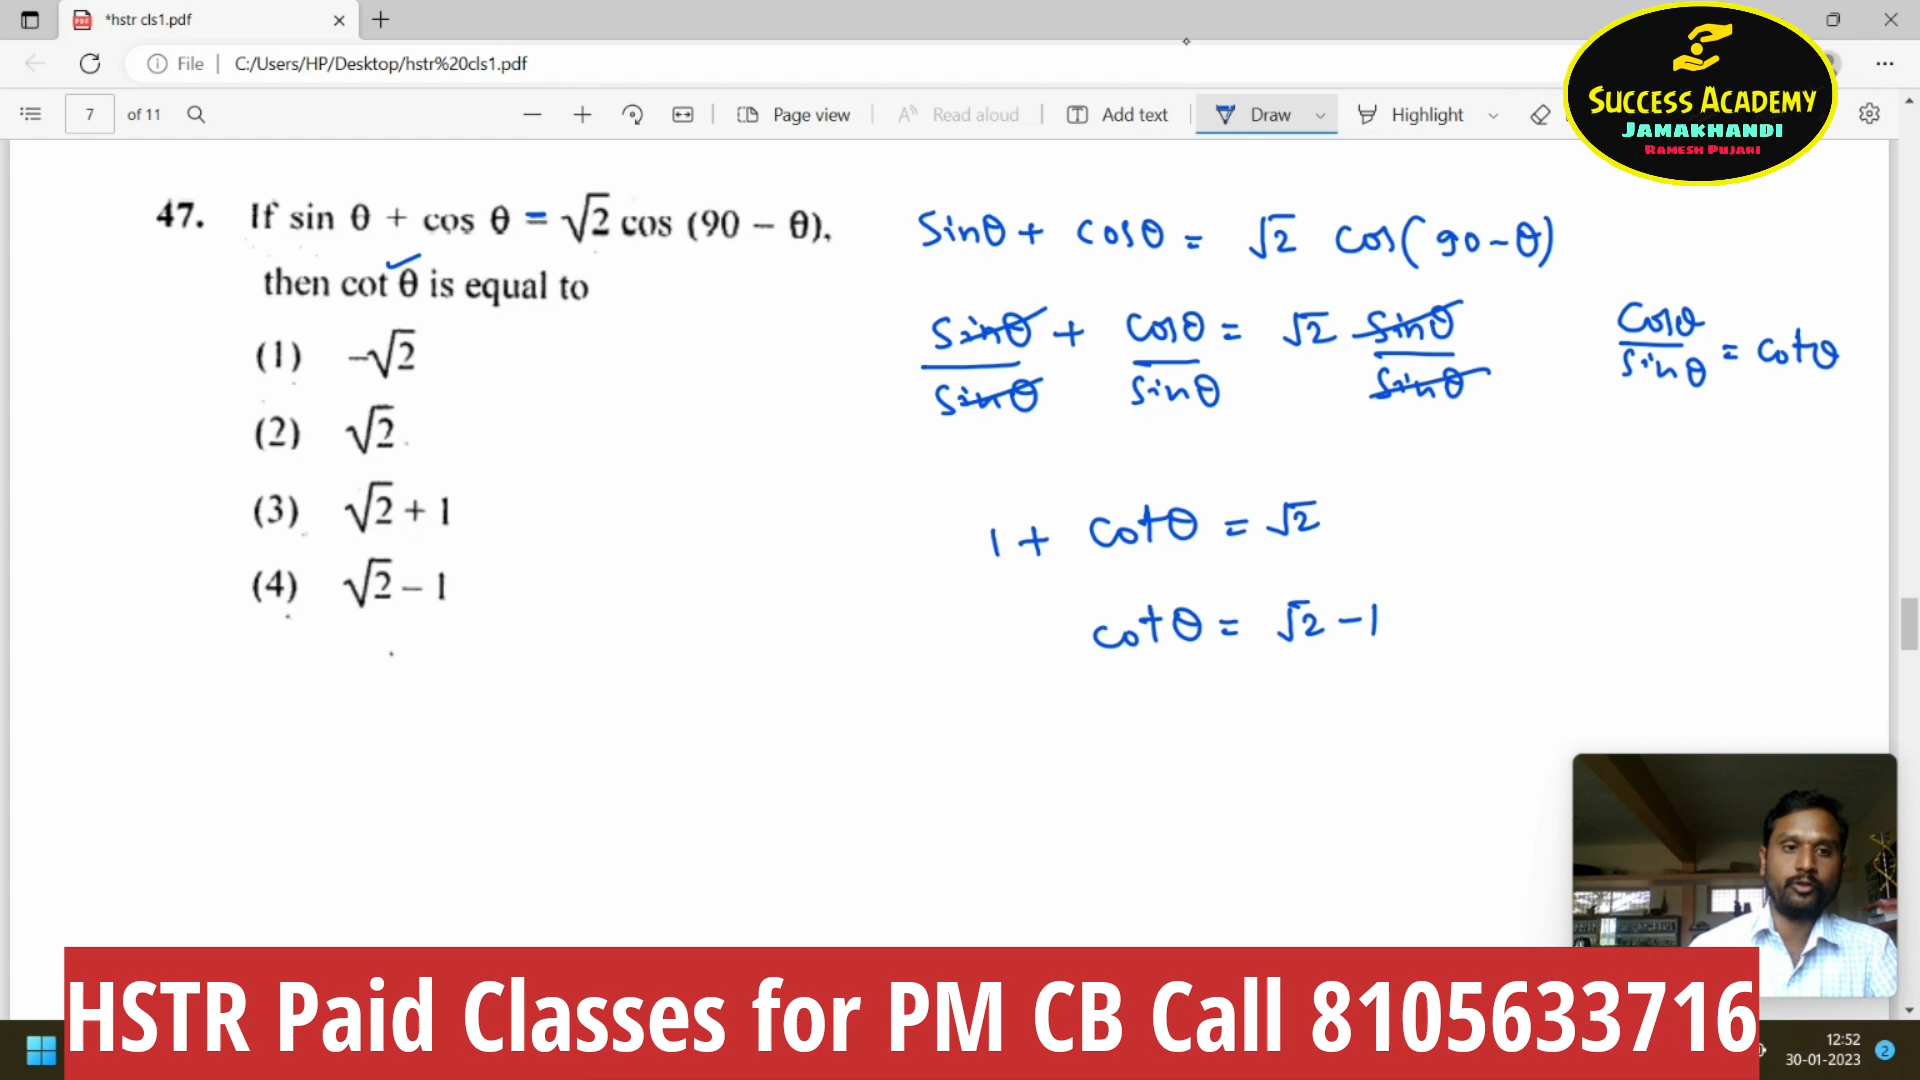 *hstr cls1.pdf
File | C:/Users/HP/Desktop/hstr%20cls1.pdf
7 of 11 Page view Read aloud Add text Draw Highlight
SUCCESS ACADEMY
JAMAKHANDI
RAMESH PUJARI
47. If sin θ + cos θ = √2 cos (90 − θ),
then cot θ is equal to
(1) −√2
(2) √2
(3) √2 + 1
(4) √2 − 1
Sinθ + cosθ = √2 cos(90−θ)
sinθ/sinθ + cosθ/sinθ = √2 sinθ/sinθ
cosθ/sinθ = cotθ
1 + cotθ = √2
cotθ = √2 − 1
HSTR Paid Classes for PM CB Call 8105633716
12:52
30-01-2023
2